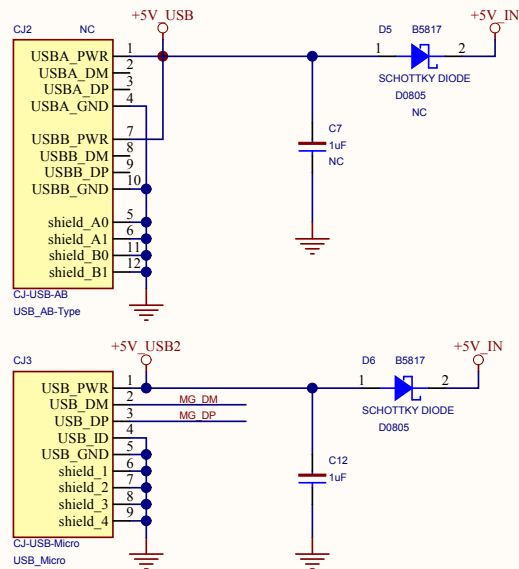 +5V_USB
+5V_IN
CJ2 NC
D5 B5817
USBA_PWR 1
1 2
USBA_DM 2
USBA_DP 3
SCHOTTKY DIODE
USBA_GND 4
D0805
NC
C7
USBB_PWR 7
1uF
USBB_DM 8
NC
USBB_DP 9
USBB_GND 10
shield_A0 5
shield_A1 6
shield_B0 11
shield_B1 12
CJ-USB-AB
USB_AB-Type
+5V_USB2
+5V_IN
CJ3
D6 B5817
USB_PWR 1
1 2
USB_DM 2 MG_DM
SCHOTTKY DIODE
USB_DP 3 MG_DP
D0805
USB_ID 4
USB_GND 5
C12
shield_1 6
1uF
shield_2 7
shield_3 8
shield_4 9
CJ-USB-Micro
USB_Micro